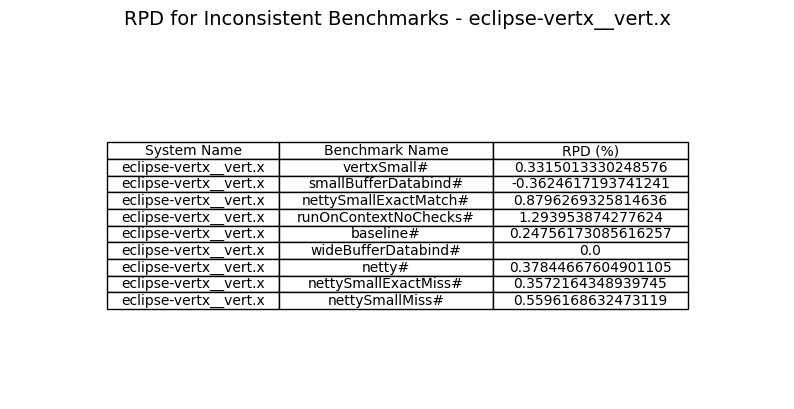 RPD for Inconsistent Benchmarks - eclipse-vertx__vert.x
System Name Benchmark Name RPD (%)
eclipse-vertx__vert.x vertxSmall# 0.3315013330248576
eclipse-vertx__vert.x smallBufferDatabind# -0.3624617193741241
eclipse-vertx__vert.x nettySmallExactMatch# 0.8796269325814636
eclipse-vertx__vert.x runOnContextNoChecks# 1.293953874277624
eclipse-vertx__vert.x baseline# 0.24756173085616257
eclipse-vertx__vert.x wideBufferDatabind# 0.0
eclipse-vertx__vert.x netty# 0.37844667604901105
eclipse-vertx__vert.x nettySmallExactMiss# 0.3572164348939745
eclipse-vertx__vert.x nettySmallMiss# 0.5596168632473119